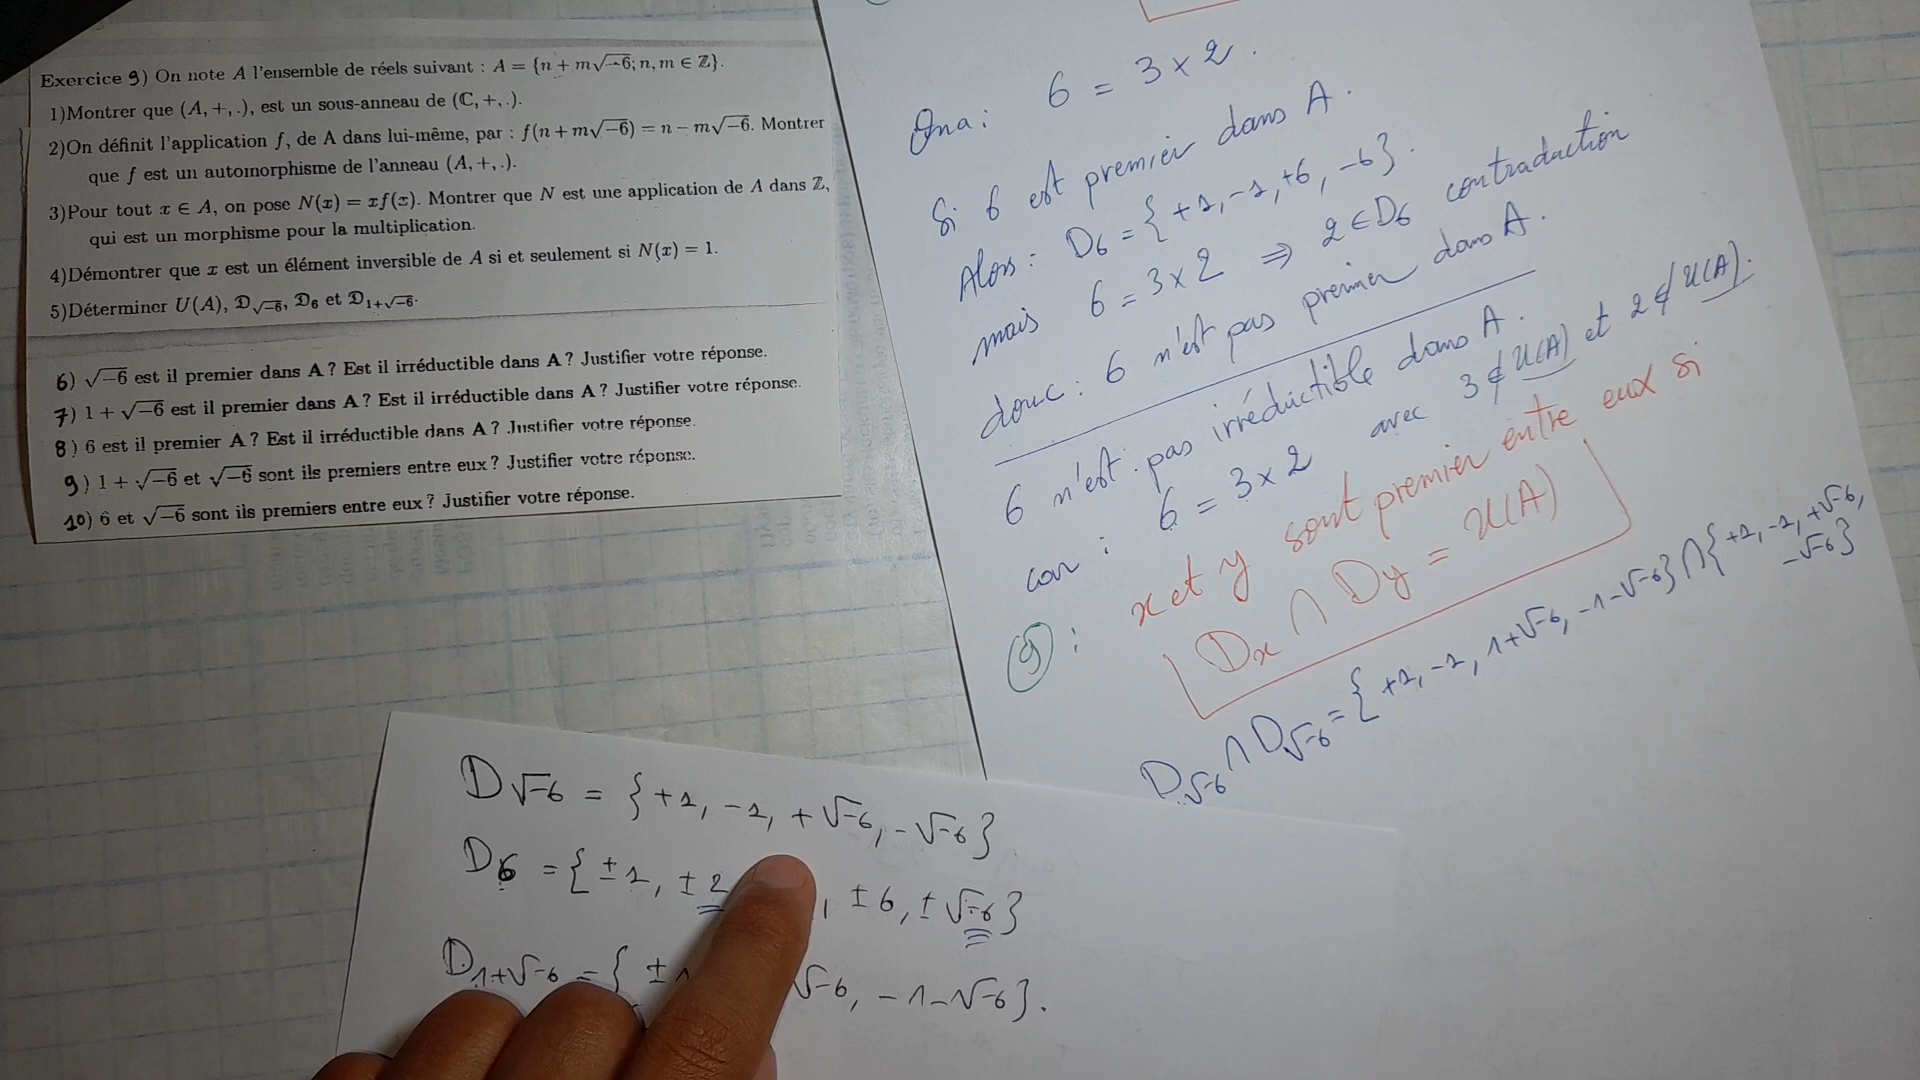 Exercice 9) On note A l'ensemble de réels suivant : A = {n + m√−6; n, m ∈ ℤ}.
1)Montrer que (A, +, .), est un sous-anneau de (ℂ, +, .).
2)On définit l'application f, de A dans lui-même, par : f(n + m√−6) = n − m√−6. Montrer
que f est un automorphisme de l'anneau (A, +, .).
3)Pour tout x ∈ A, on pose N(x) = xf(x). Montrer que N est une application de A dans ℤ,
qui est un morphisme pour la multiplication.
4)Démontrer que x est un élément inversible de A si et seulement si N(x) = 1.
5)Déterminer U(A), D√−6, D6 et D1+√−6.
6) √−6 est il premier dans A ? Est il irréductible dans A ? Justifier votre réponse.
7) 1 + √−6 est il premier dans A ? Est il irréductible dans A ? Justifier votre réponse.
8) 6 est il premier A ? Est il irréductible dans A ? Justifier votre réponse.
9) 1 + √−6 et √−6 sont ils premiers entre eux ? Justifier votre réponse.
10) 6 et √−6 sont ils premiers entre eux ? Justifier votre réponse.
Ona : 6 = 3 × 2 .
Si 6 est premier dans A .
Alors : D6 = { +1, −1, +6, −6} .
mais 6 = 3 × 2 ⇒ 2 ∈ D6 contraduction
donc : 6 n'est pas premier dans A .
6 n'est pas irréductible dans A .
car : 6 = 3 × 2 avec 3 ∉ U(A) et 2 ∉ U(A).
9 : x et y sont premier entre eux si
Dx ∩ Dy = U(A)
D√−6 ∩ D√−6 = { +1, −1, 1+√−6, −1−√−6} ∩ { +1, −1, +√−6,
−√−6}
D√−6 = { +1, −1, + √−6, −√−6}
D6 = { ±1, ±2 , ±6, ±√−6}
D1+√−6 = { ±1 √−6, −1−√−6}.